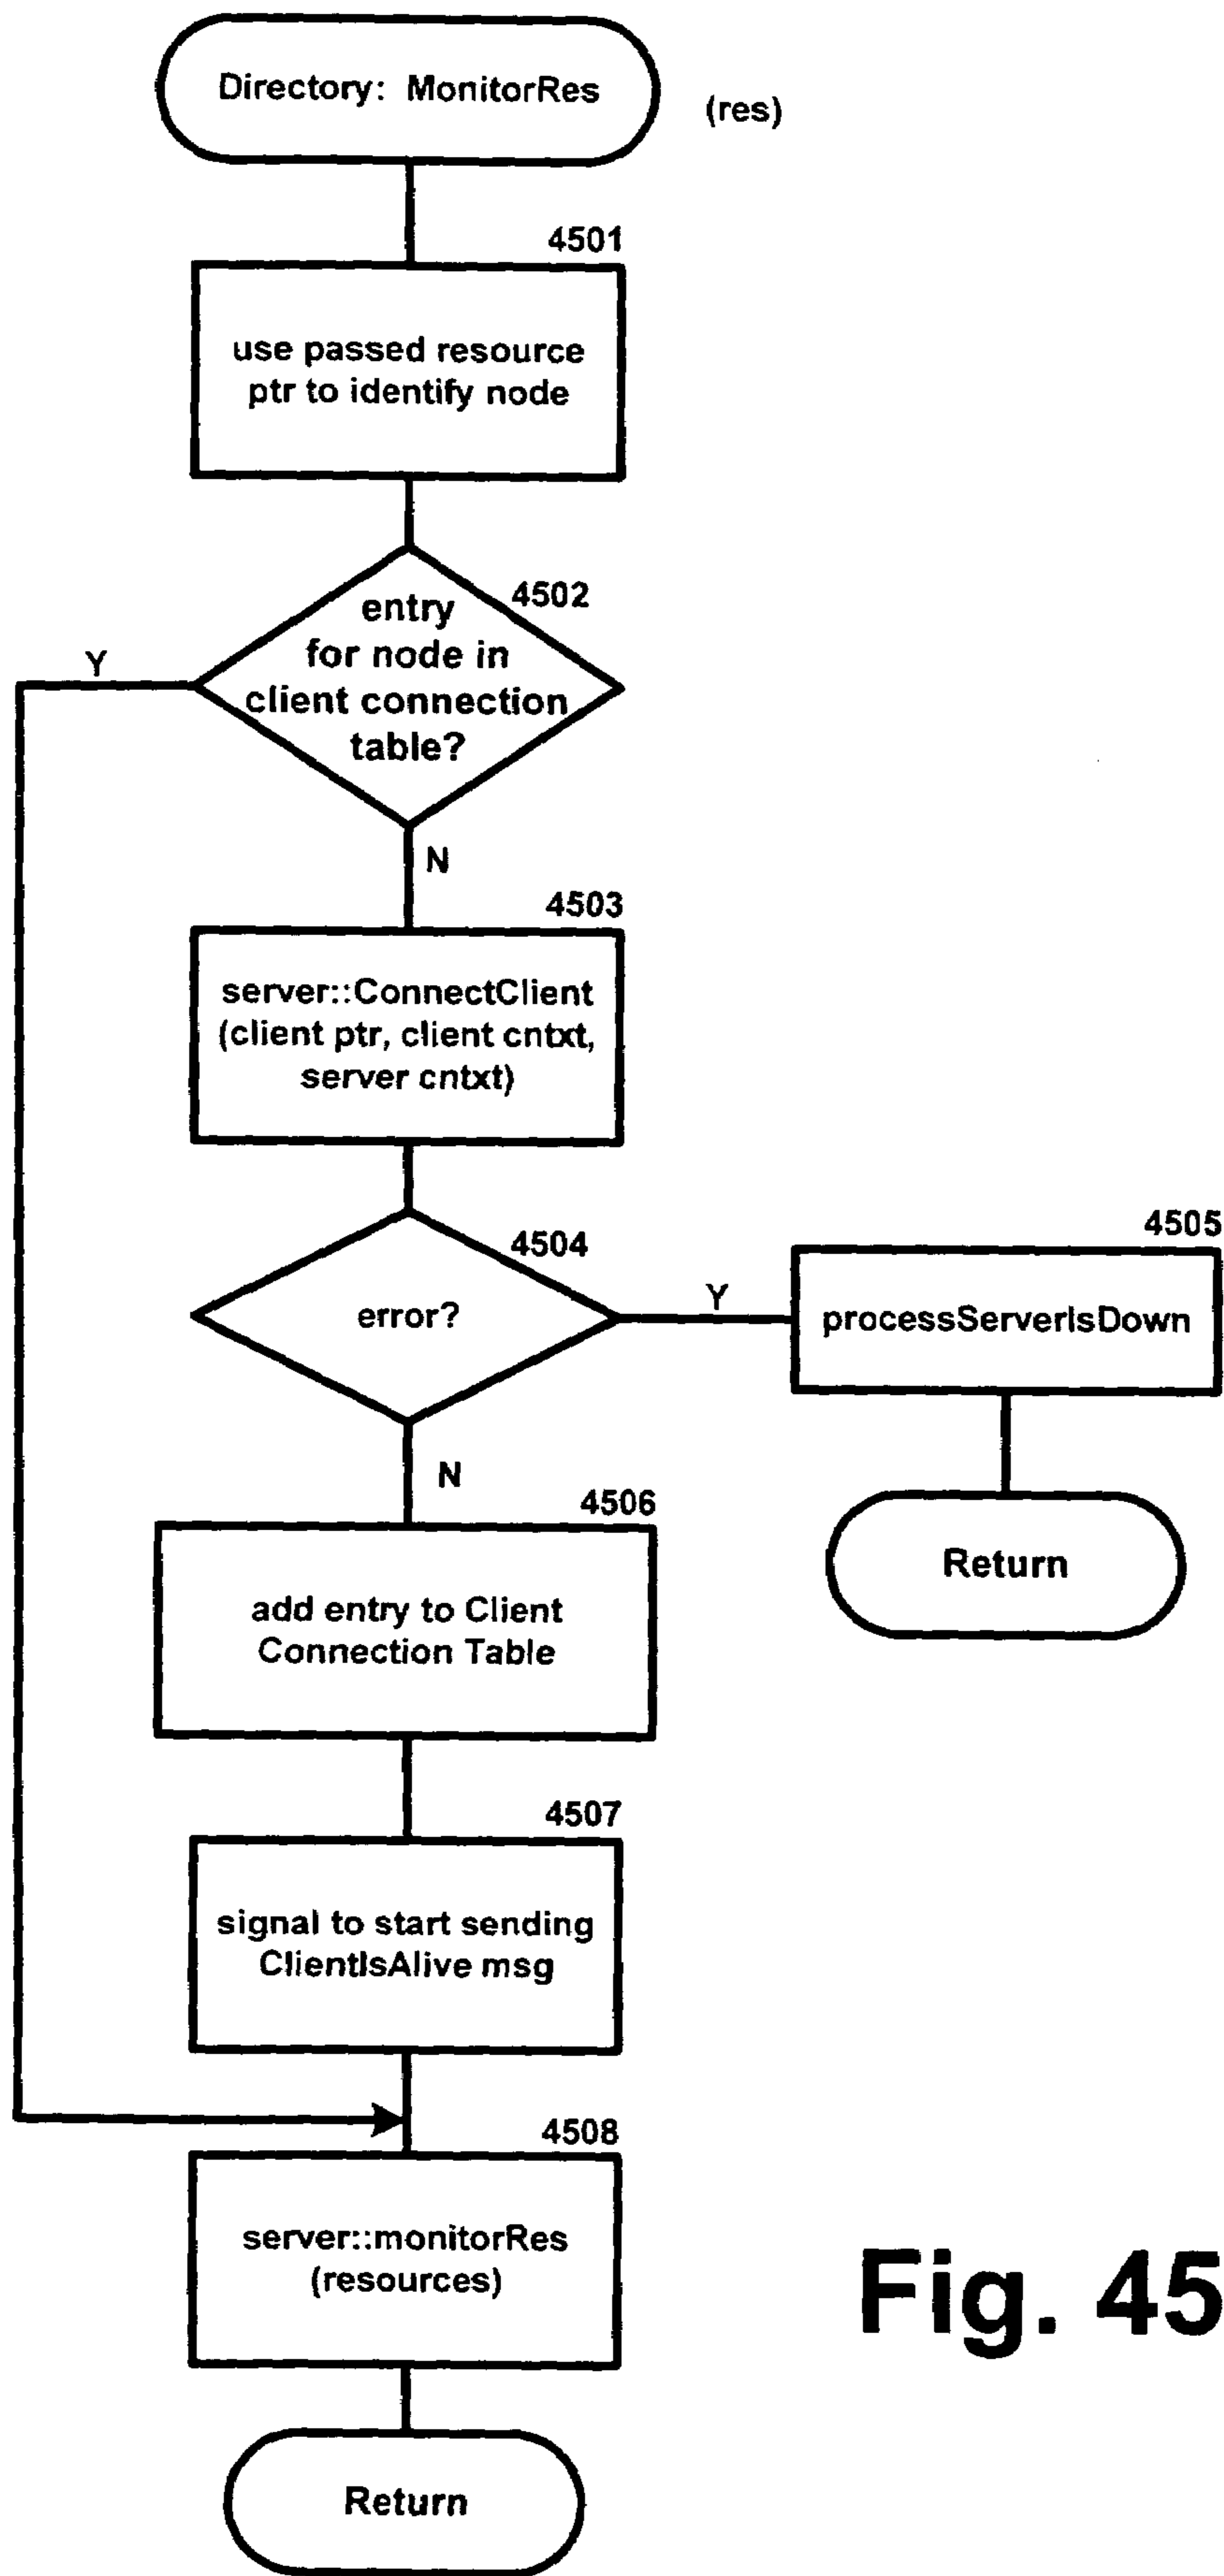 Directory: MonitorRes
(res)
4501
use passed resource
ptr to identify node
4502
entry
for node in
client connection
table?
Y
N
4503
server::ConnectClient
(client ptr, client cntxt,
server cntxt)
4504
error?
Y
4505
processServerIsDown
Return
N
4506
add entry to Client
Connection Table
4507
signal to start sending
ClientIsAlive msg
4508
server::monitorRes
(resources)
Return
Fig. 45